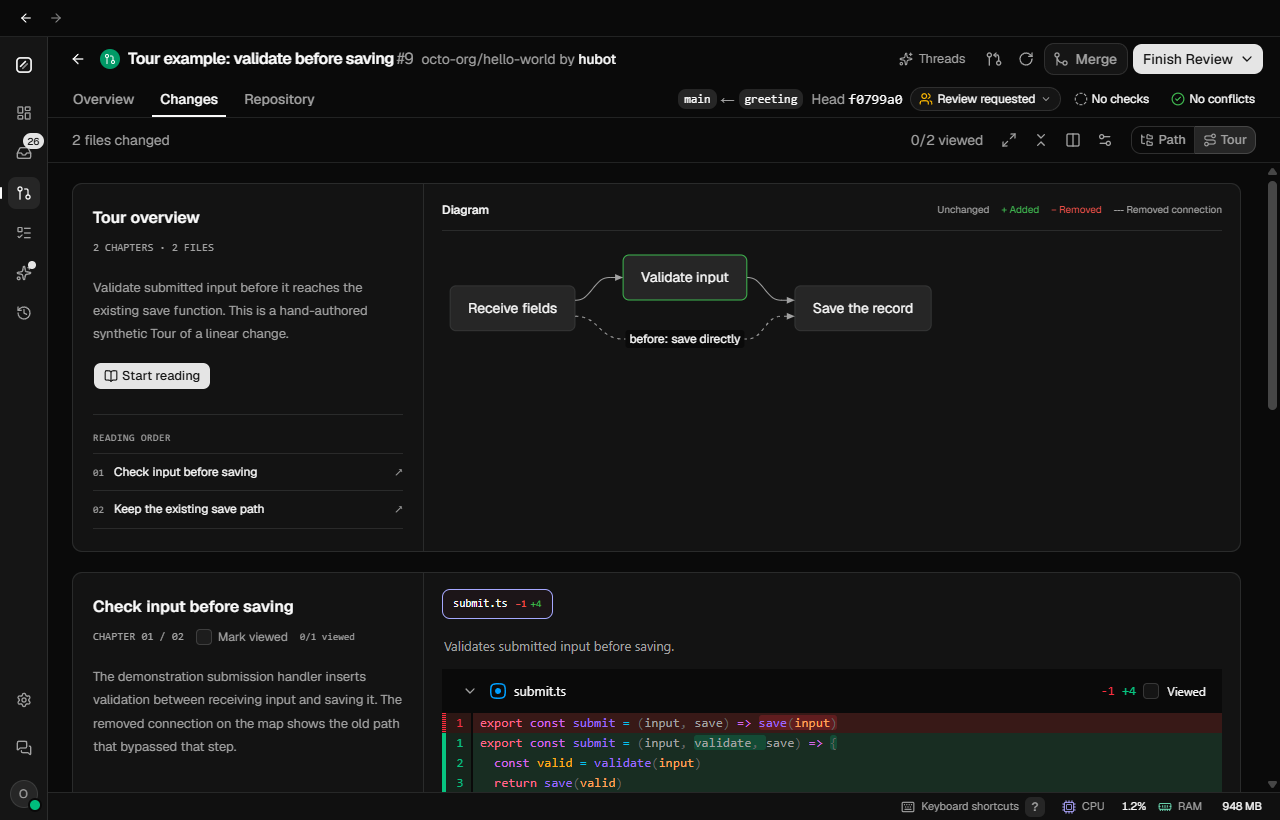 Tour example: validate before saving #9 octo-org/hello-world by hubot
Threads
Merge
Finish Review
Overview
Changes
Repository
main ← greeting
Head f0799a0
Review requested
No checks
No conflicts
26
2 files changed
0/2 viewed
Path
Tour
Tour overview
2 CHAPTERS · 2 FILES
Validate submitted input before it reaches the
existing save function. This is a hand-authored
synthetic Tour of a linear change.
Start reading
READING ORDER
01 Check input before saving ↗
02 Keep the existing save path ↗
Diagram
Unchanged + Added − Removed --- Removed connection
Receive fields
Validate input
Save the record
before: save directly
Check input before saving
CHAPTER 01 / 02 Mark viewed 0/1 viewed
The demonstration submission handler inserts
validation between receiving input and saving it. The
removed connection on the map shows the old path
that bypassed that step.
submit.ts -1 +4
Validates submitted input before saving.
submit.ts -1 +4 Viewed
1 export const submit = (input, save) => save(input)
1 export const submit = (input, validate, save) => {
2 const valid = validate(input)
3 return save(valid)
O
Keyboard shortcuts ? CPU 1.2% RAM 948 MB